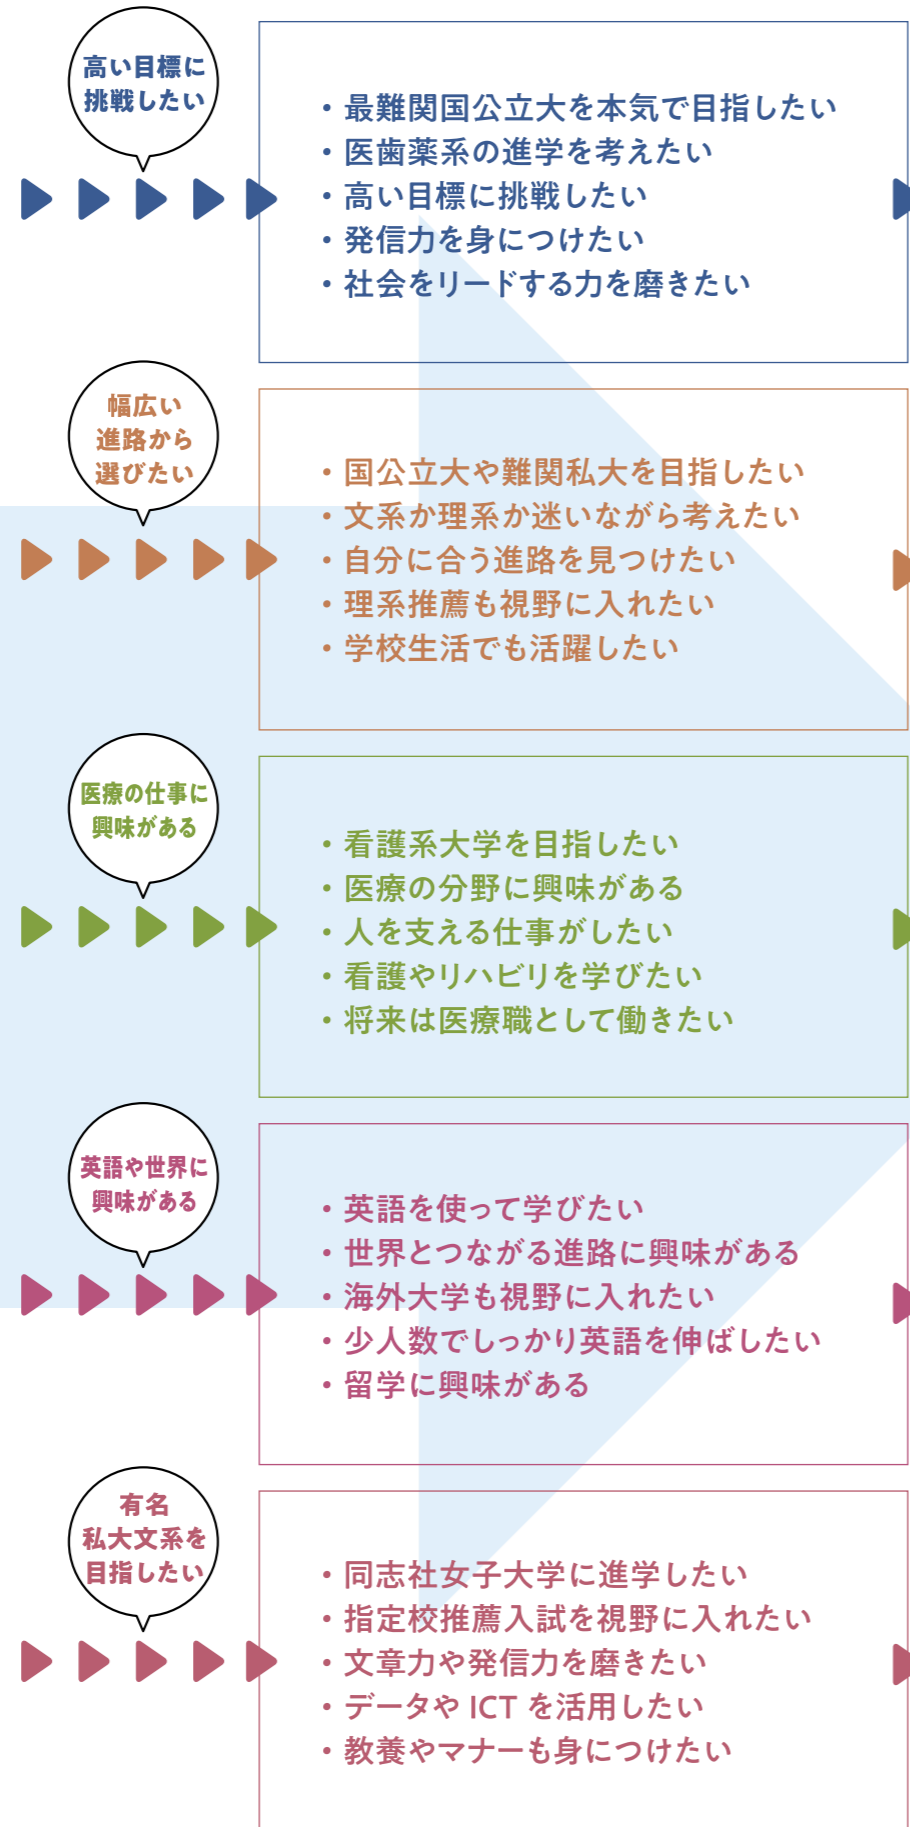 高い目標に
挑戦したい
・最難関国公立大を本気で目指したい
・医歯薬系の進学を考えたい
・高い目標に挑戦したい
・発信力を身につけたい
・社会をリードする力を磨きたい
幅広い
進路から
選びたい
・国公立大や難関私大を目指したい
・文系か理系か迷いながら考えたい
・自分に合う進路を見つけたい
・理系推薦も視野に入れたい
・学校生活でも活躍したい
医療の仕事に
興味がある
・看護系大学を目指したい
・医療の分野に興味がある
・人を支える仕事がしたい
・看護やリハビリを学びたい
・将来は医療職として働きたい
英語や世界に
興味がある
・英語を使って学びたい
・世界とつながる進路に興味がある
・海外大学も視野に入れたい
・少人数でしっかり英語を伸ばしたい
・留学に興味がある
有名
私大文系を
目指したい
・同志社女子大学に進学したい
・指定校推薦入試を視野に入れたい
・文章力や発信力を磨きたい
・データや ICT を活用したい
・教養やマナーも身につけたい